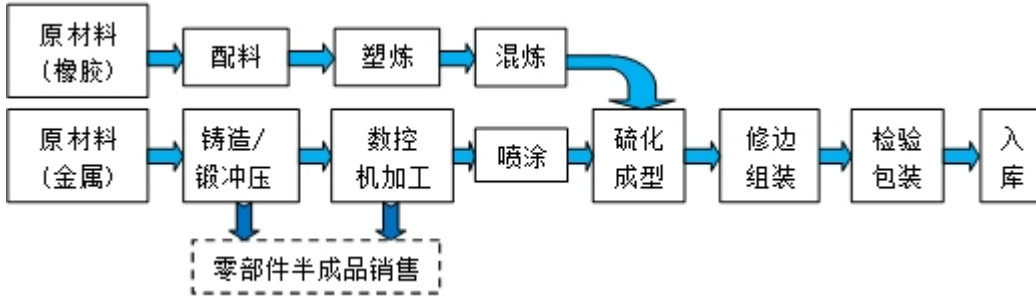 原材料
(橡胶)
配料
塑炼
混炼
原材料
(金属)
铸造/
锻冲压
数控
机加工
喷涂
硫化
成型
修边
组装
检验
包装
入
库
零部件半成品销售